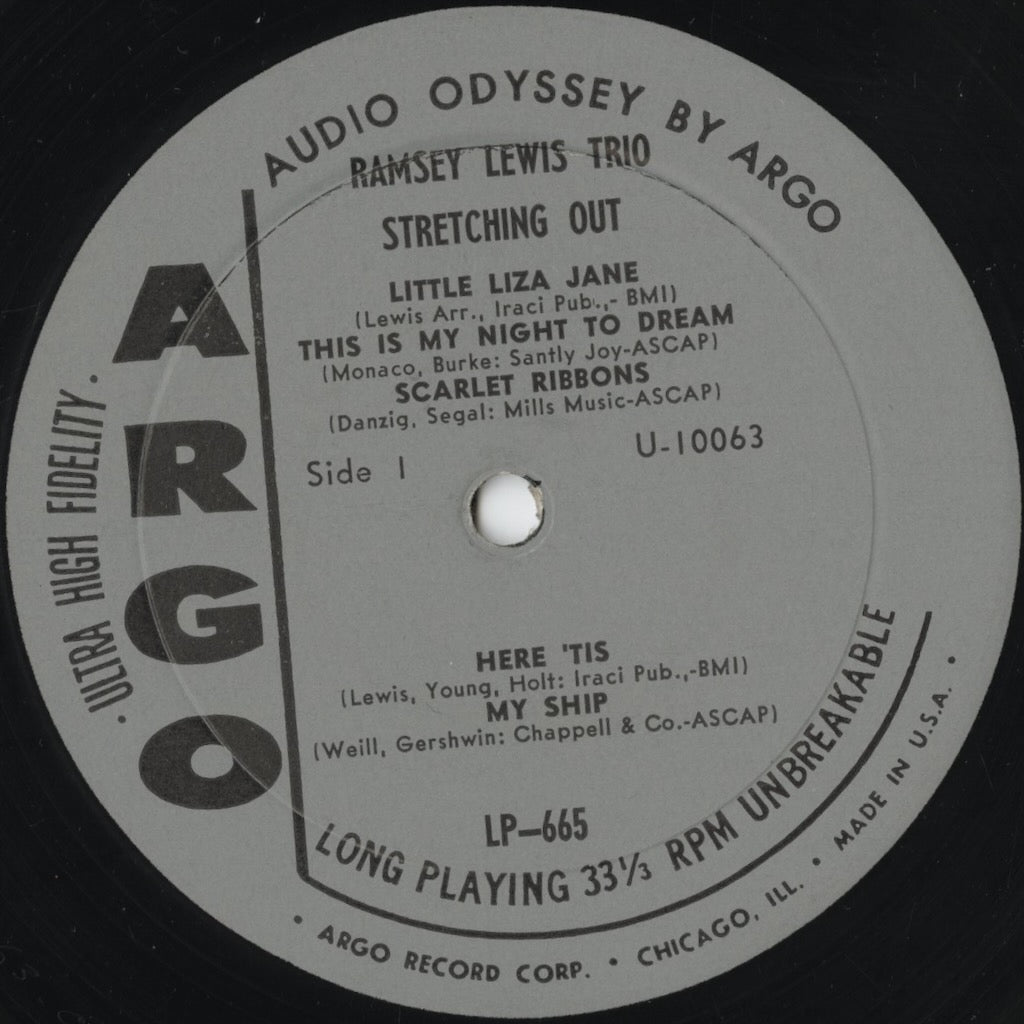 AUDIO ODYSSEY BY ARGO
RAMSEY LEWIS TRIO
STRETCHING OUT
LITTLE LIZA JANE
(Lewis Arr., Iraci Pub.,- BMI)
THIS IS MY NIGHT TO DREAM
(Monaco, Burke: Santly Joy-ASCAP)
SCARLET RIBBONS
(Danzig, Segal: Mills Music-ASCAP)
Side 1
U-10063
ARGO
• ULTRA HIGH FIDELITY •
HERE 'TIS
(Lewis, Young, Holt: Iraci Pub.,-BMI)
MY SHIP
(Weill, Gershwin: Chappell & Co.-ASCAP)
LP–665
LONG PLAYING 33⅓ RPM UNBREAKABLE
• ARGO RECORD CORP. • CHICAGO, ILL. • MADE IN U.S.A. •